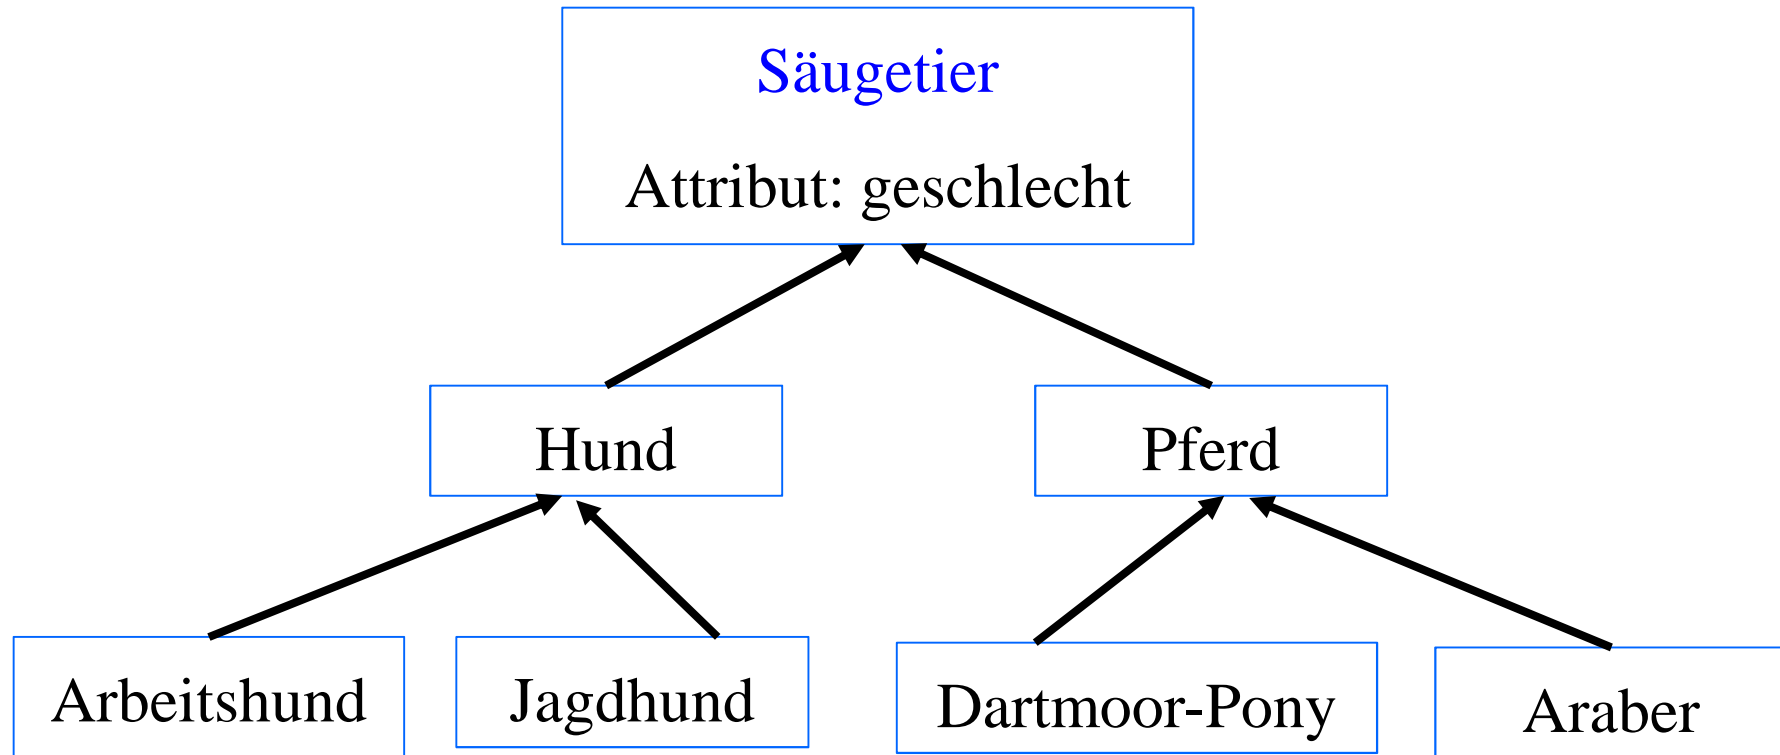 Säugetier
Attribut: geschlecht
Hund
Pferd
Arbeitshund
Jagdhund
Dartmoor-Pony
Araber